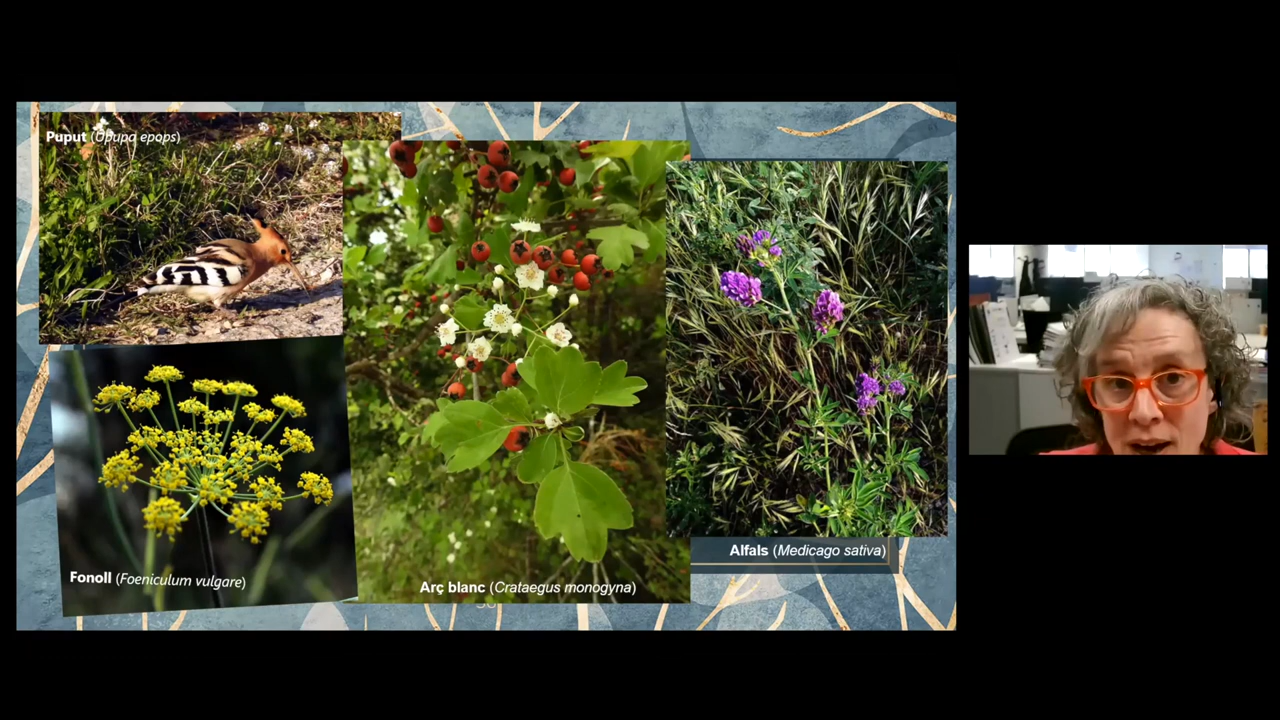 Puput (Upupa epops)
Fonoll (Foeniculum vulgare)
Arç blanc (Crataegus monogyna)
Alfals (Medicago sativa)